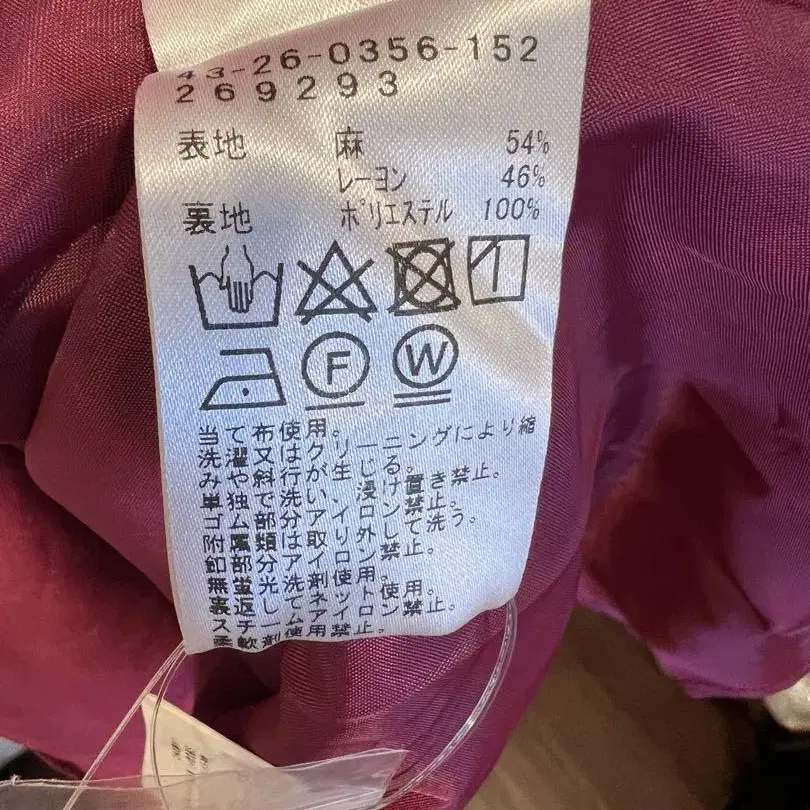 43-26-0356-152
269293
表地 麻 54%
レーヨン 46%
裏地 ポリエステル 100%
F W
当て布使用。
洗濯又はクリーニングにより縮
みや斜行が生じる。
単独で洗い、浸け置き禁止。
ゴム部分はアイロン禁止。
附属類は取り外して洗う。
釦部分はアイロン禁止。
無蛍光洗剤使用。
裏返してネット使用。
スチームアイロン禁止。
柔軟剤使用禁止。